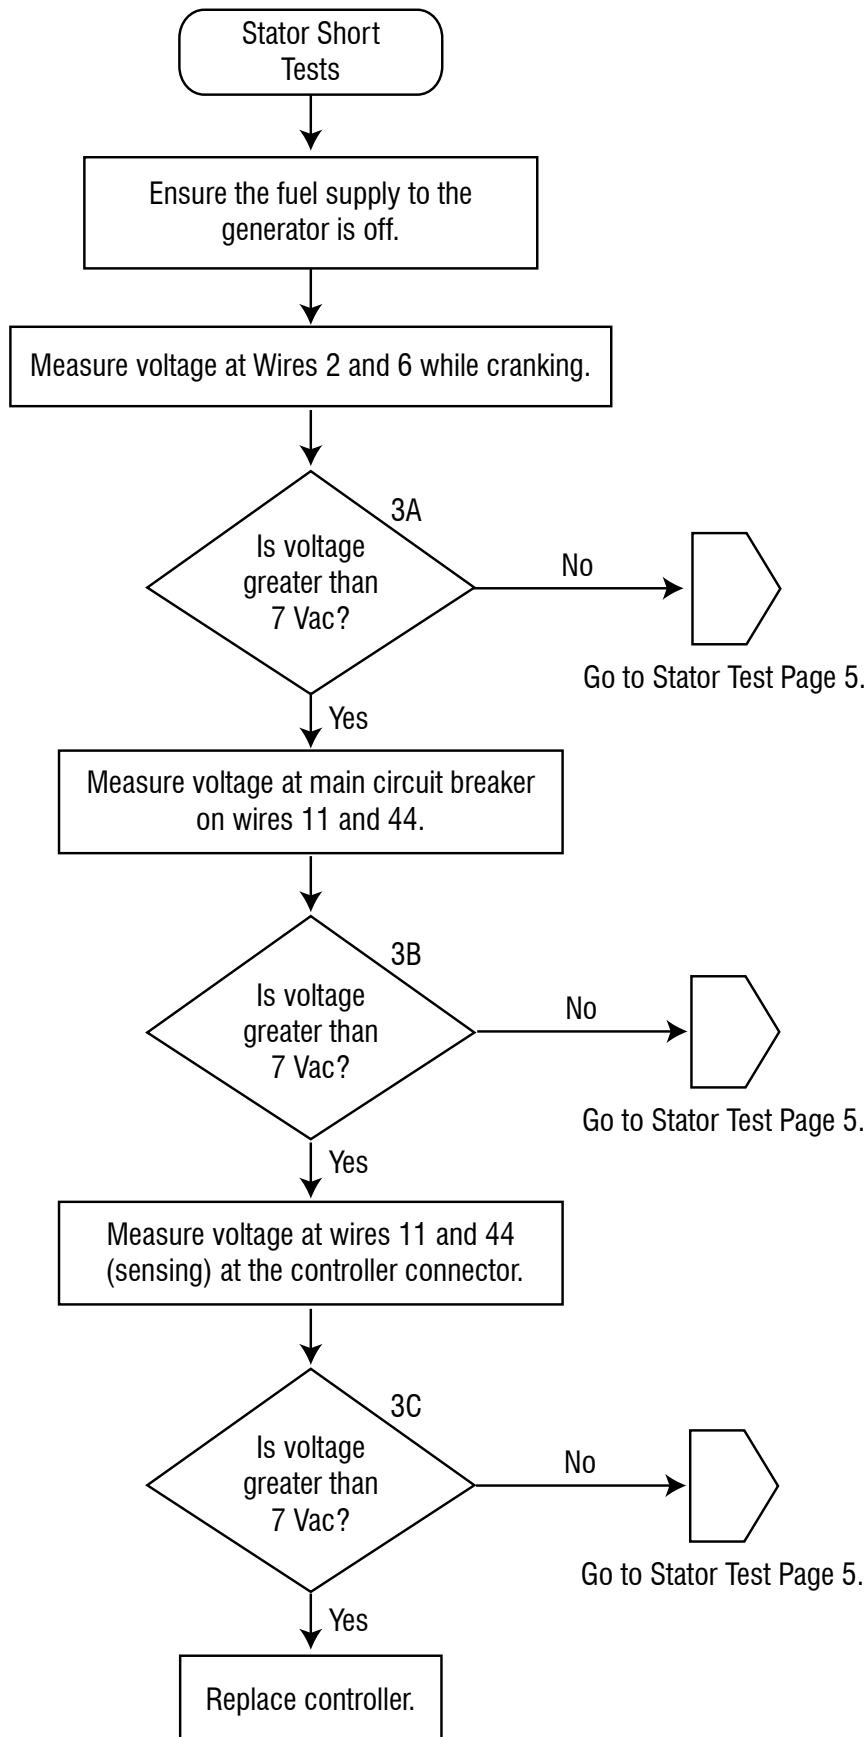 Stator Short
Tests
Ensure the fuel supply to the
generator is off.
Measure voltage at Wires 2 and 6 while cranking.
3A
Is voltage
greater than
7 Vac?
No
Go to Stator Test Page 5.
Yes
Measure voltage at main circuit breaker
on wires 11 and 44.
3B
Is voltage
greater than
7 Vac?
No
Go to Stator Test Page 5.
Yes
Measure voltage at wires 11 and 44
(sensing) at the controller connector.
3C
Is voltage
greater than
7 Vac?
No
Go to Stator Test Page 5.
Yes
Replace controller.